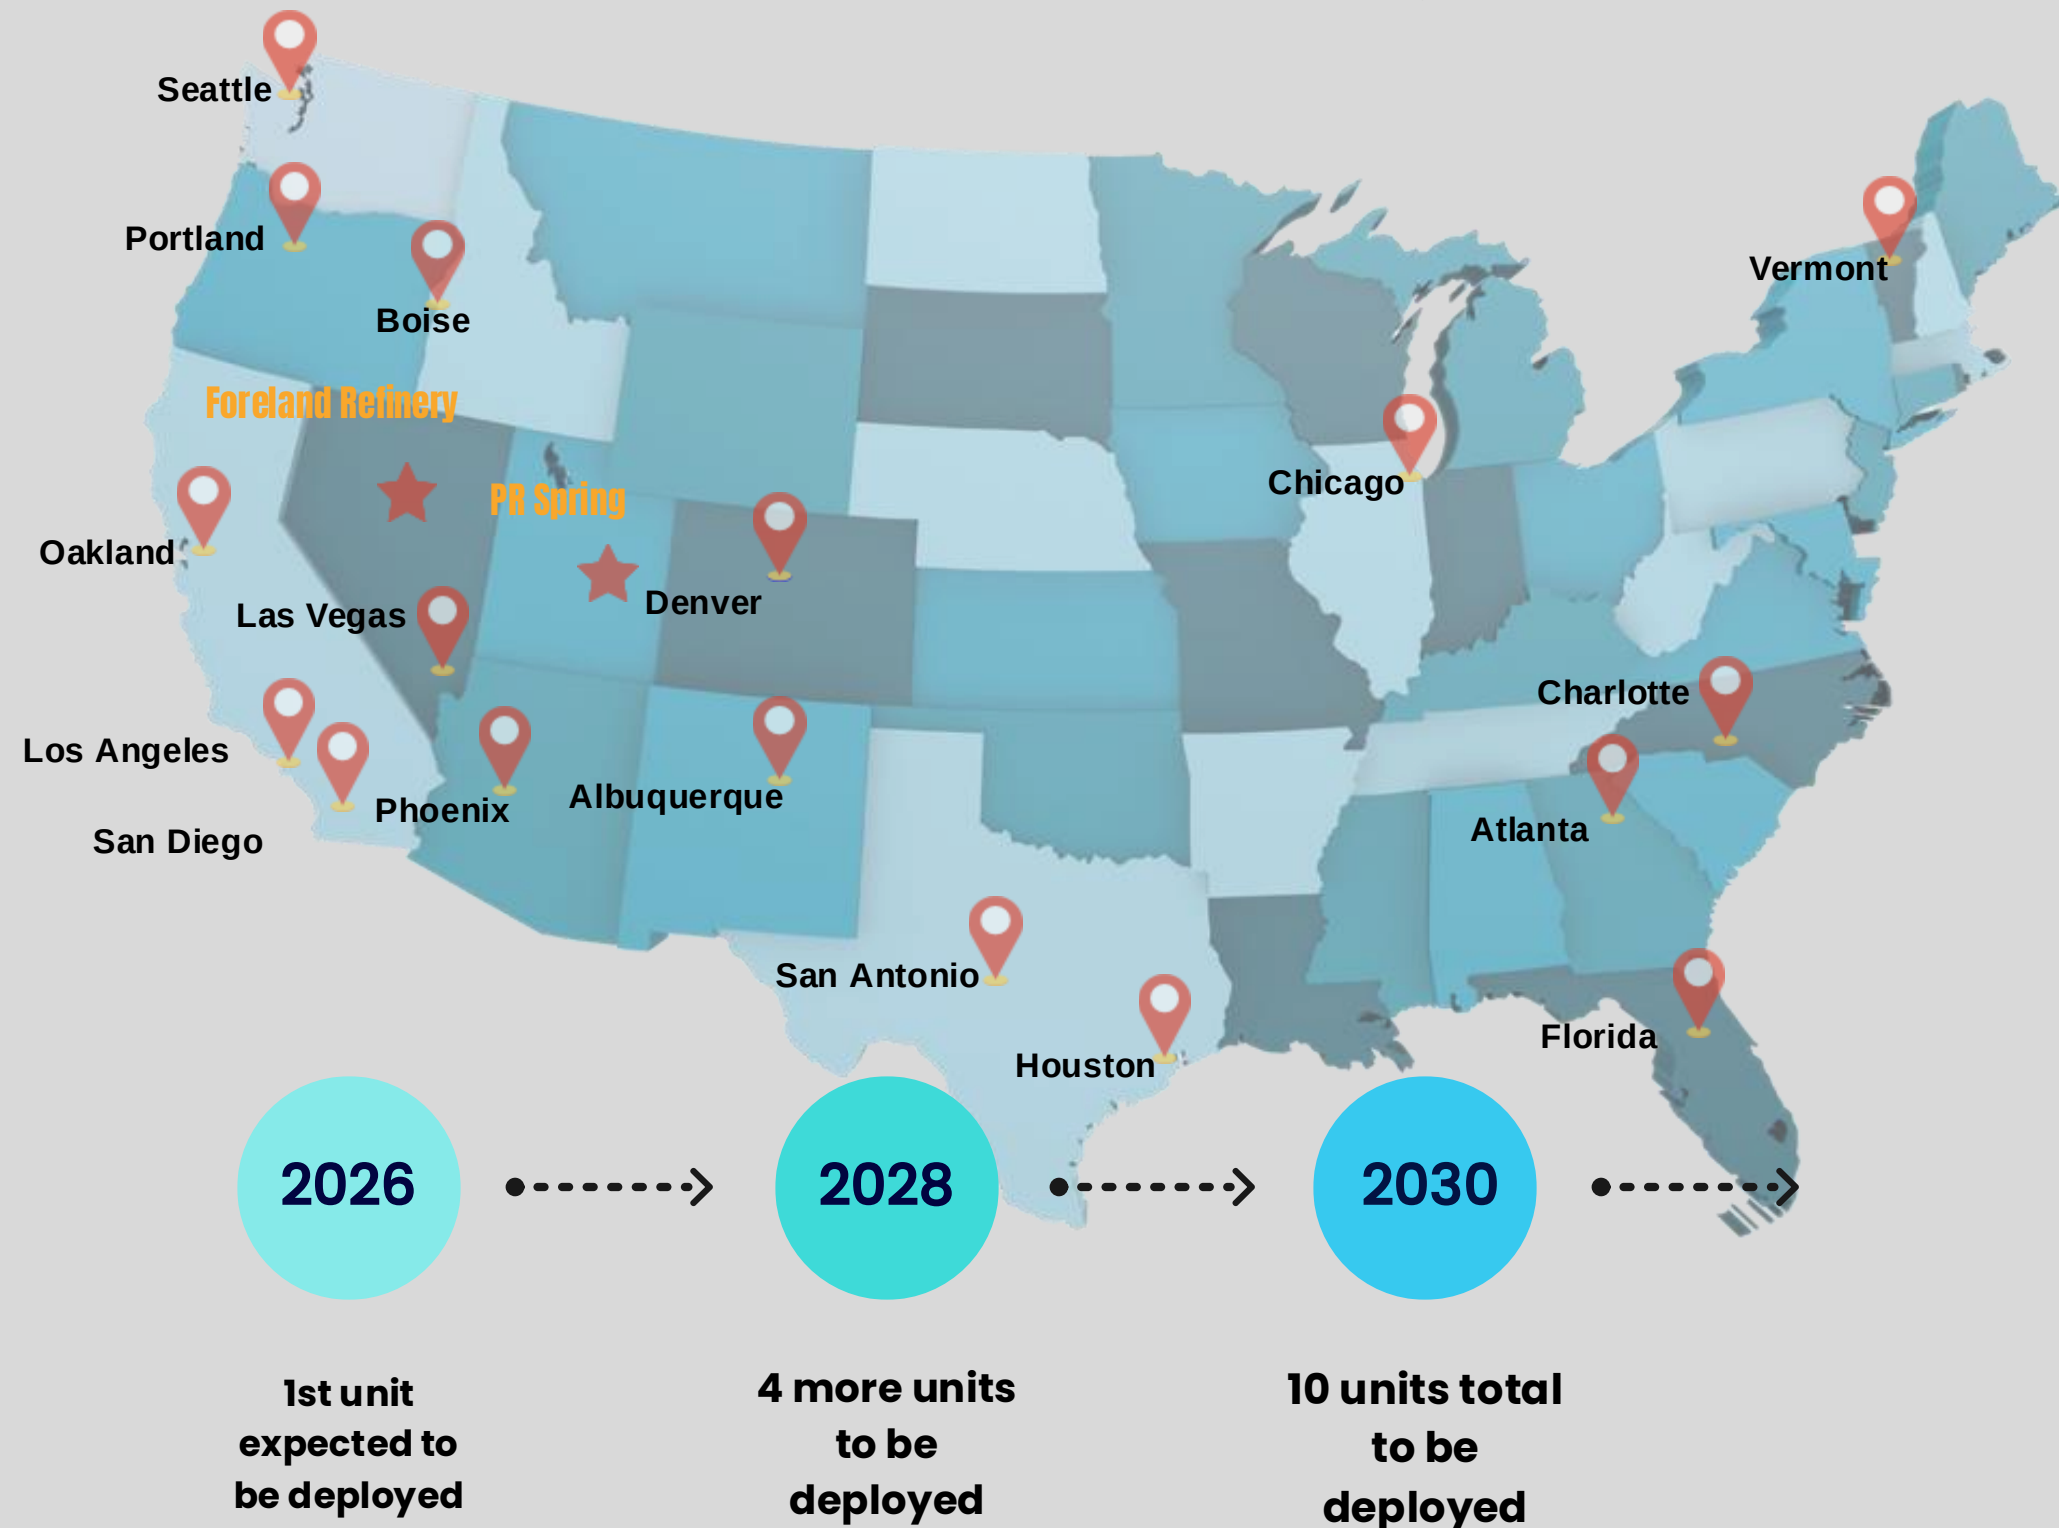 Seattle
Portland
Boise
Vermont
Foreland Refinery
PR Spring
Chicago
Oakland
Denver
Las Vegas
Charlotte
Los Angeles
Phoenix
Albuquerque
San Diego
Atlanta
San Antonio
Florida
Houston
2026
2028
2030
1st unit
expected to
be deployed
4 more units
to be
deployed
10 units total
to be
deployed